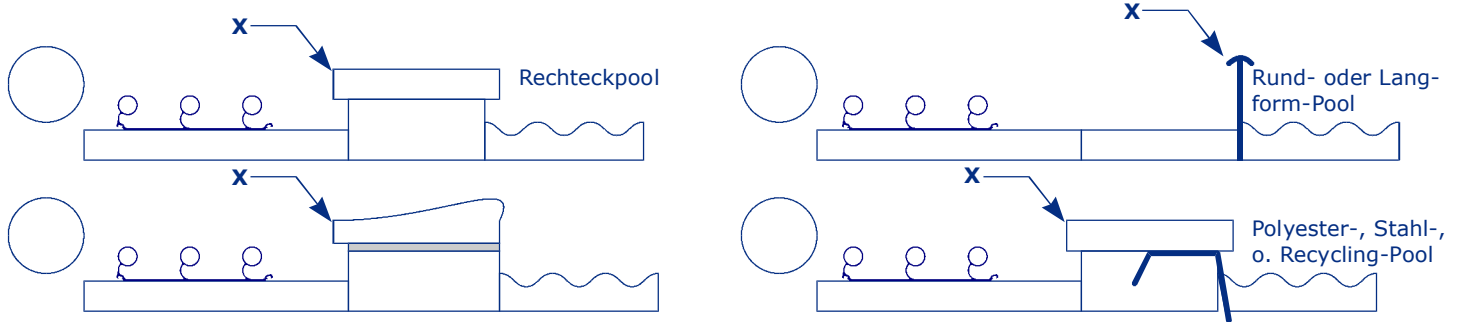 X
Rechteckpool
X
Rund- oder Lang-
form-Pool
X
X
Polyester-, Stahl-,
o. Recycling-Pool